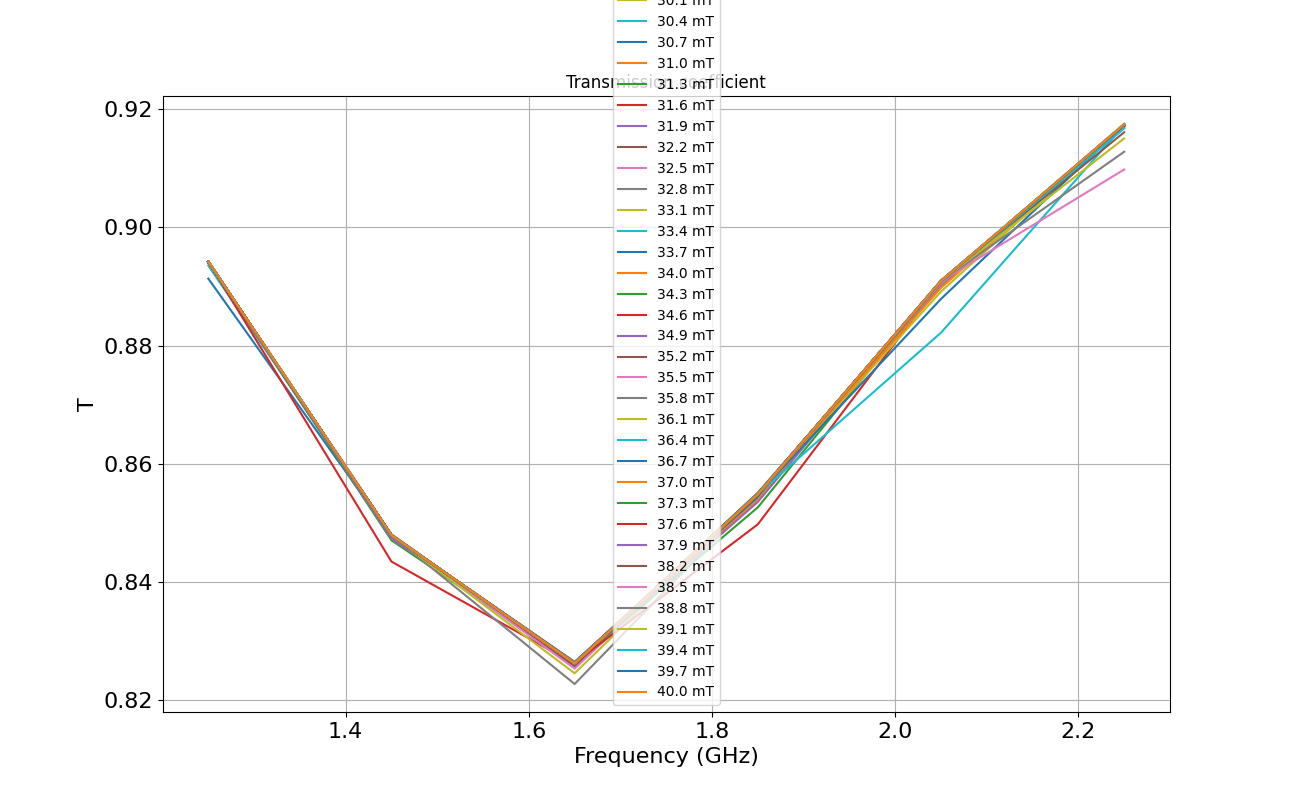 30.1 mT
30.4 mT
30.7 mT
31.0 mT
Transmission coefficient
31.3 mT
31.6 mT
31.9 mT
32.2 mT
32.5 mT
32.8 mT
33.1 mT
33.4 mT
33.7 mT
34.0 mT
34.3 mT
34.6 mT
34.9 mT
35.2 mT
35.5 mT
35.8 mT
36.1 mT
36.4 mT
36.7 mT
37.0 mT
37.3 mT
37.6 mT
37.9 mT
38.2 mT
38.5 mT
38.8 mT
39.1 mT
39.4 mT
39.7 mT
40.0 mT
0.92
0.90
0.88
0.86
0.84
0.82
T
1.4 1.6 1.8 2.0 2.2
Frequency (GHz)